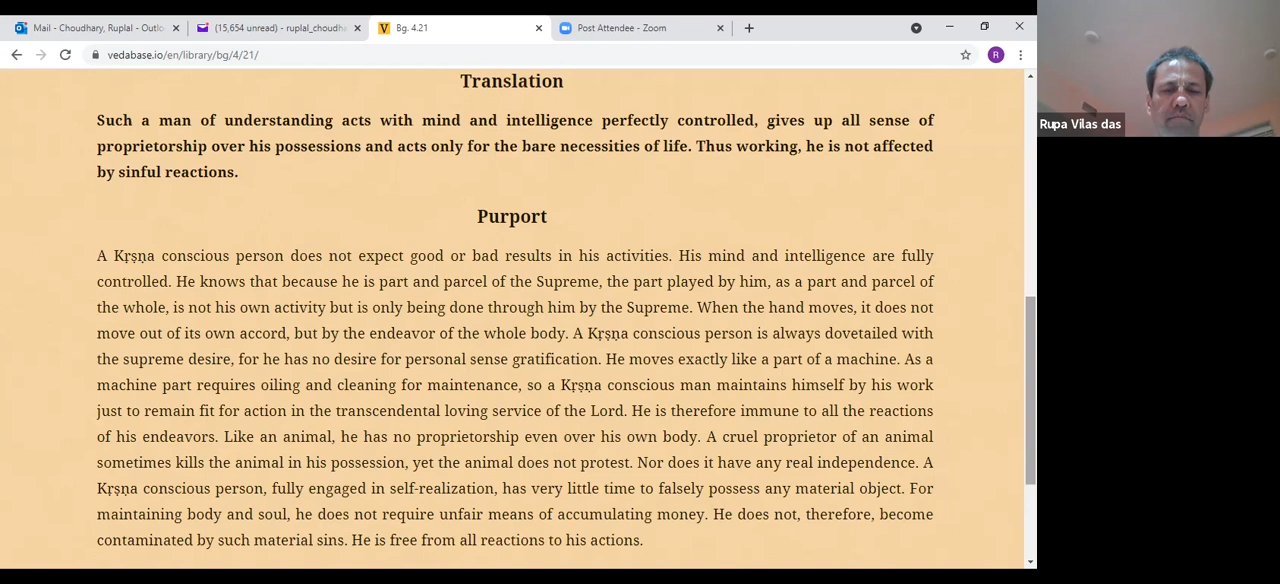 Mail - Choudhary, Ruplal - Outlo
(15,654 unread) - ruplal_choudha
Bg. 4.21
Post Attendee - Zoom
vedabase.io/en/library/bg/4/21/
R
Rupa Vilas das
Translation
Such a man of understanding acts with mind and intelligence perfectly controlled, gives up all sense of
proprietorship over his possessions and acts only for the bare necessities of life. Thus working, he is not affected
by sinful reactions.
Purport
A Kṛṣṇa conscious person does not expect good or bad results in his activities. His mind and intelligence are fully
controlled. He knows that because he is part and parcel of the Supreme, the part played by him, as a part and parcel of
the whole, is not his own activity but is only being done through him by the Supreme. When the hand moves, it does not
move out of its own accord, but by the endeavor of the whole body. A Kṛṣṇa conscious person is always dovetailed with
the supreme desire, for he has no desire for personal sense gratification. He moves exactly like a part of a machine. As a
machine part requires oiling and cleaning for maintenance, so a Kṛṣṇa conscious man maintains himself by his work
just to remain fit for action in the transcendental loving service of the Lord. He is therefore immune to all the reactions
of his endeavors. Like an animal, he has no proprietorship even over his own body. A cruel proprietor of an animal
sometimes kills the animal in his possession, yet the animal does not protest. Nor does it have any real independence. A
Kṛṣṇa conscious person, fully engaged in self-realization, has very little time to falsely possess any material object. For
maintaining body and soul, he does not require unfair means of accumulating money. He does not, therefore, become
contaminated by such material sins. He is free from all reactions to his actions.